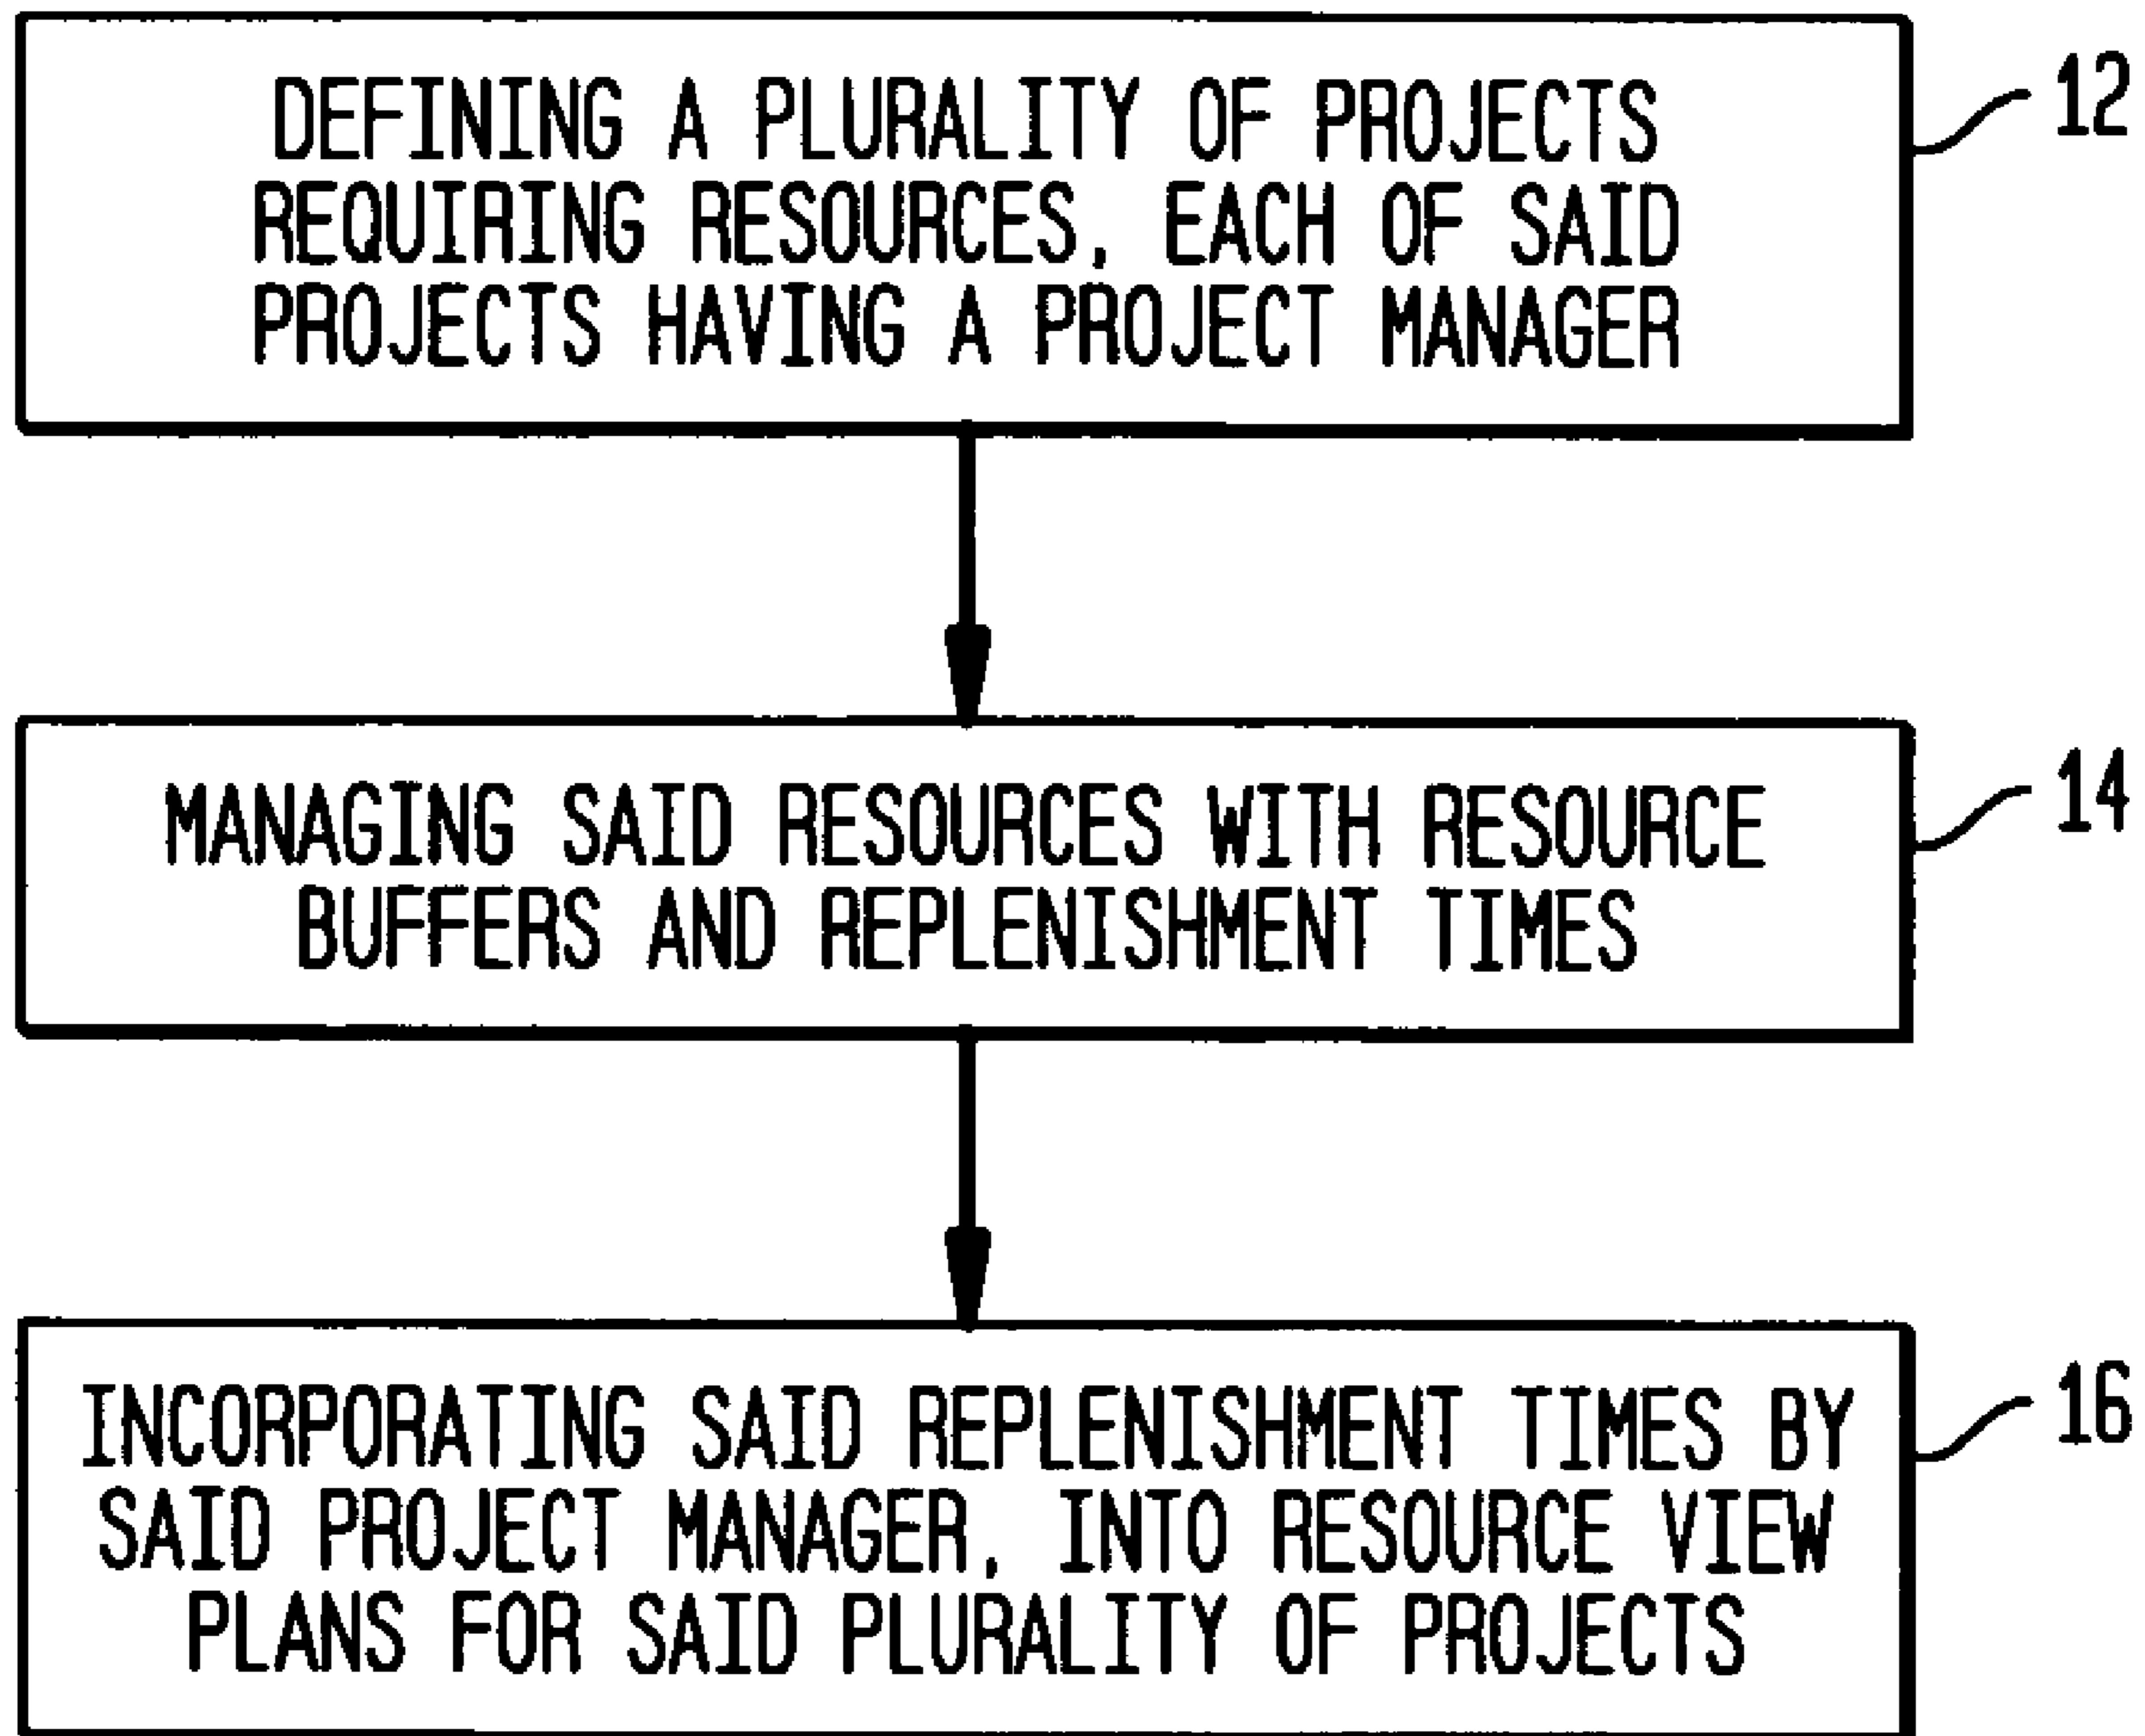 DEFINING A PLURALITY OF PROJECTS
REQUIRING RESOURCES, EACH OF SAID
PROJECTS HAVING A PROJECT MANAGER
12
MANAGING SAID RESOURCES WITH RESOURCE
BUFFERS AND REPLENISHMENT TIMES
14
INCORPORATING SAID REPLENISHMENT TIMES BY
SAID PROJECT MANAGER, INTO RESOURCE VIEW
PLANS FOR SAID PLURALITY OF PROJECTS
16